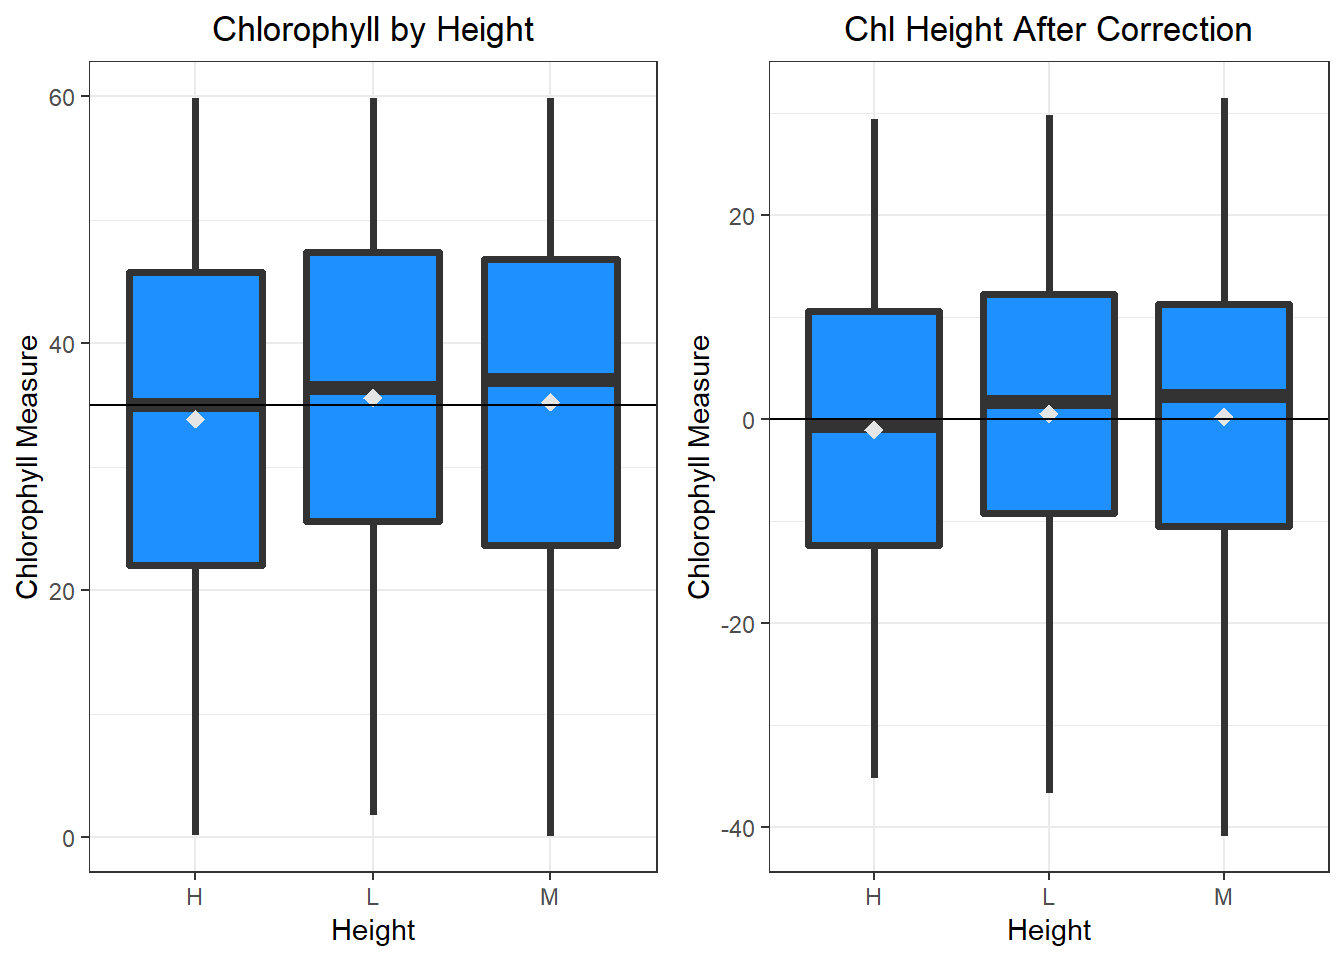 Chlorophyll by Height
Chlorophyll Measure
60
40
20
0
H L M
Height
Chl Height After Correction
Chlorophyll Measure
20
0
-20
-40
H L M
Height